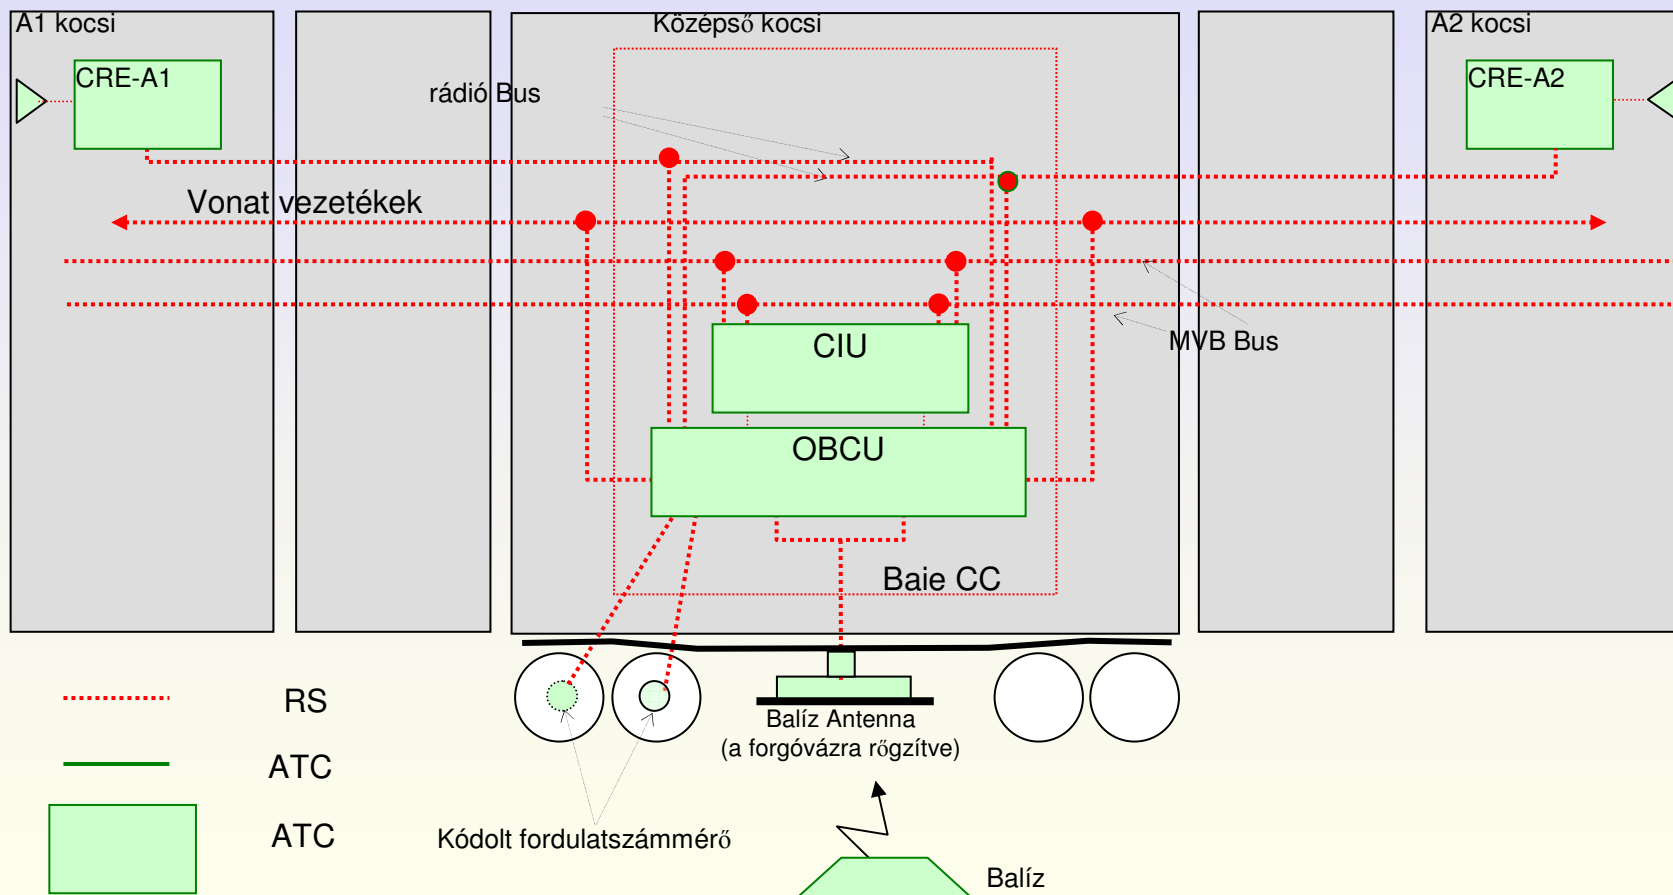 A1 kocsi
Középső kocsi
A2 kocsi
CRE-A1
CRE-A2
rádió Bus
Vonat vezetékek
MVB Bus
CIU
OBCU
Baie CC
RS
Balíz Antenna
(a forgóvázra rőgzítve)
ATC
ATC
Kódolt fordulatszámmérő
Balíz